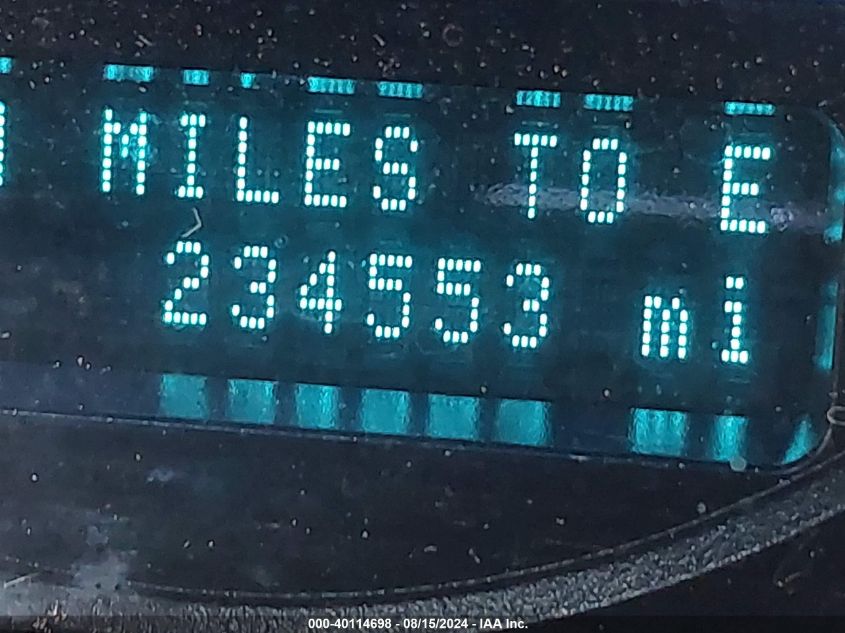 MILES TO E
234553 mi
000-40114698 - 08/15/2024 - IAA Inc.